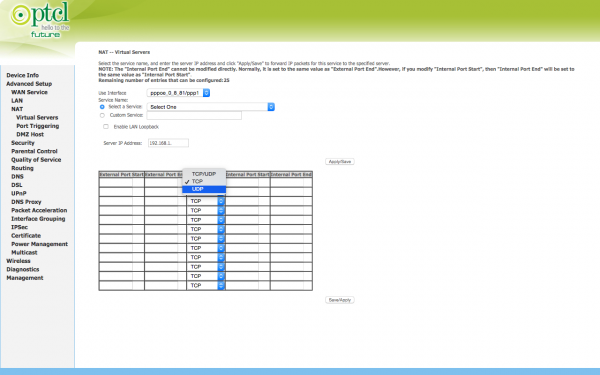 ptcl
hello to the
future
NAT -- Virtual Servers
Select the service name, and enter the server IP address and click "Apply/Save" to forward IP packets for this service to the specified server.
NOTE: The "Internal Port End" cannot be modified directly. Normally, it is set to the same value as "External Port End".However, if you modify "Internal Port Start", then "Internal Port End" will be set to
the same value as "Internal Port Start"
Remaining number of entries that can be configured:25
Use Interface pppoe_0_8_81/ppp1
Service Name:
Select a Service: Select One
Custom Service:
Enable LAN Loopback
Server IP Address: 192.168.1.
Apply/Save
External Port Start External Port End Internal Port Start Internal Port End
TCP/UDP
✓ TCP
UDP
TCP
TCP
TCP
TCP
TCP
TCP
TCP
TCP
TCP
TCP
Save/Apply
Device Info
Advanced Setup
WAN Service
LAN
NAT
Virtual Servers
Port Triggering
DMZ Host
Security
Parental Control
Quality of Service
Routing
DNS
DSL
UPnP
DNS Proxy
Packet Acceleration
Interface Grouping
IPSec
Certificate
Power Management
Multicast
Wireless
Diagnostics
Management